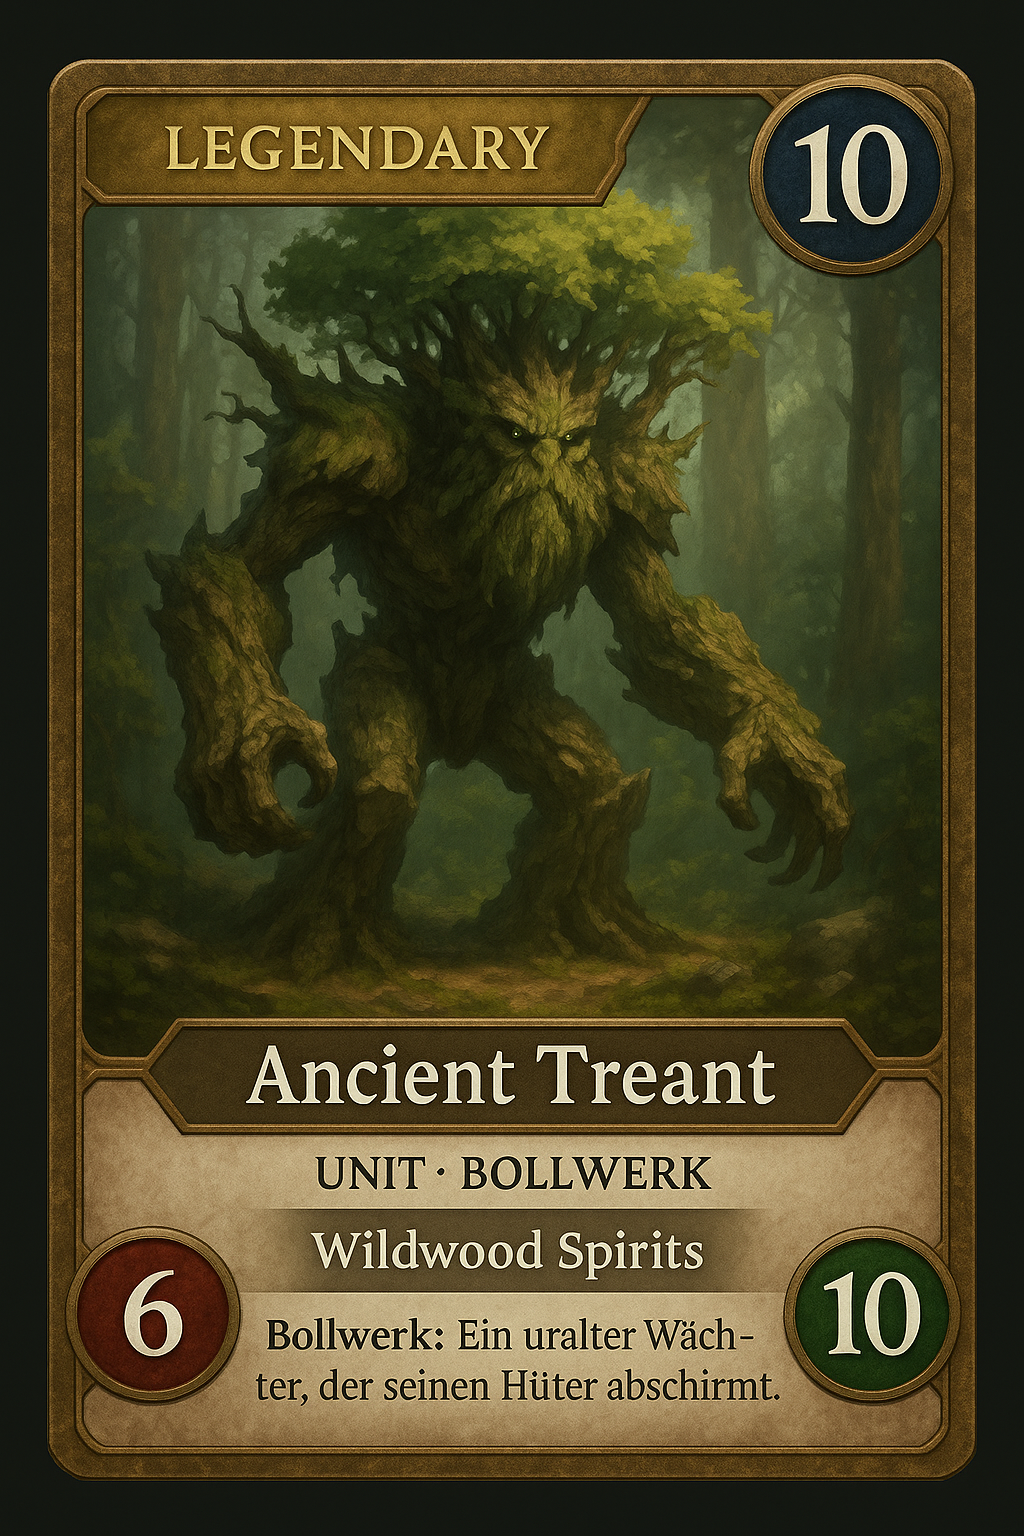 LEGENDARY
10
Ancient Treant
UNIT · BOLLWERK
Wildwood Spirits
6
10
Bollwerk: Ein uralter Wäch-
ter, der seinen Hüter abschirmt.